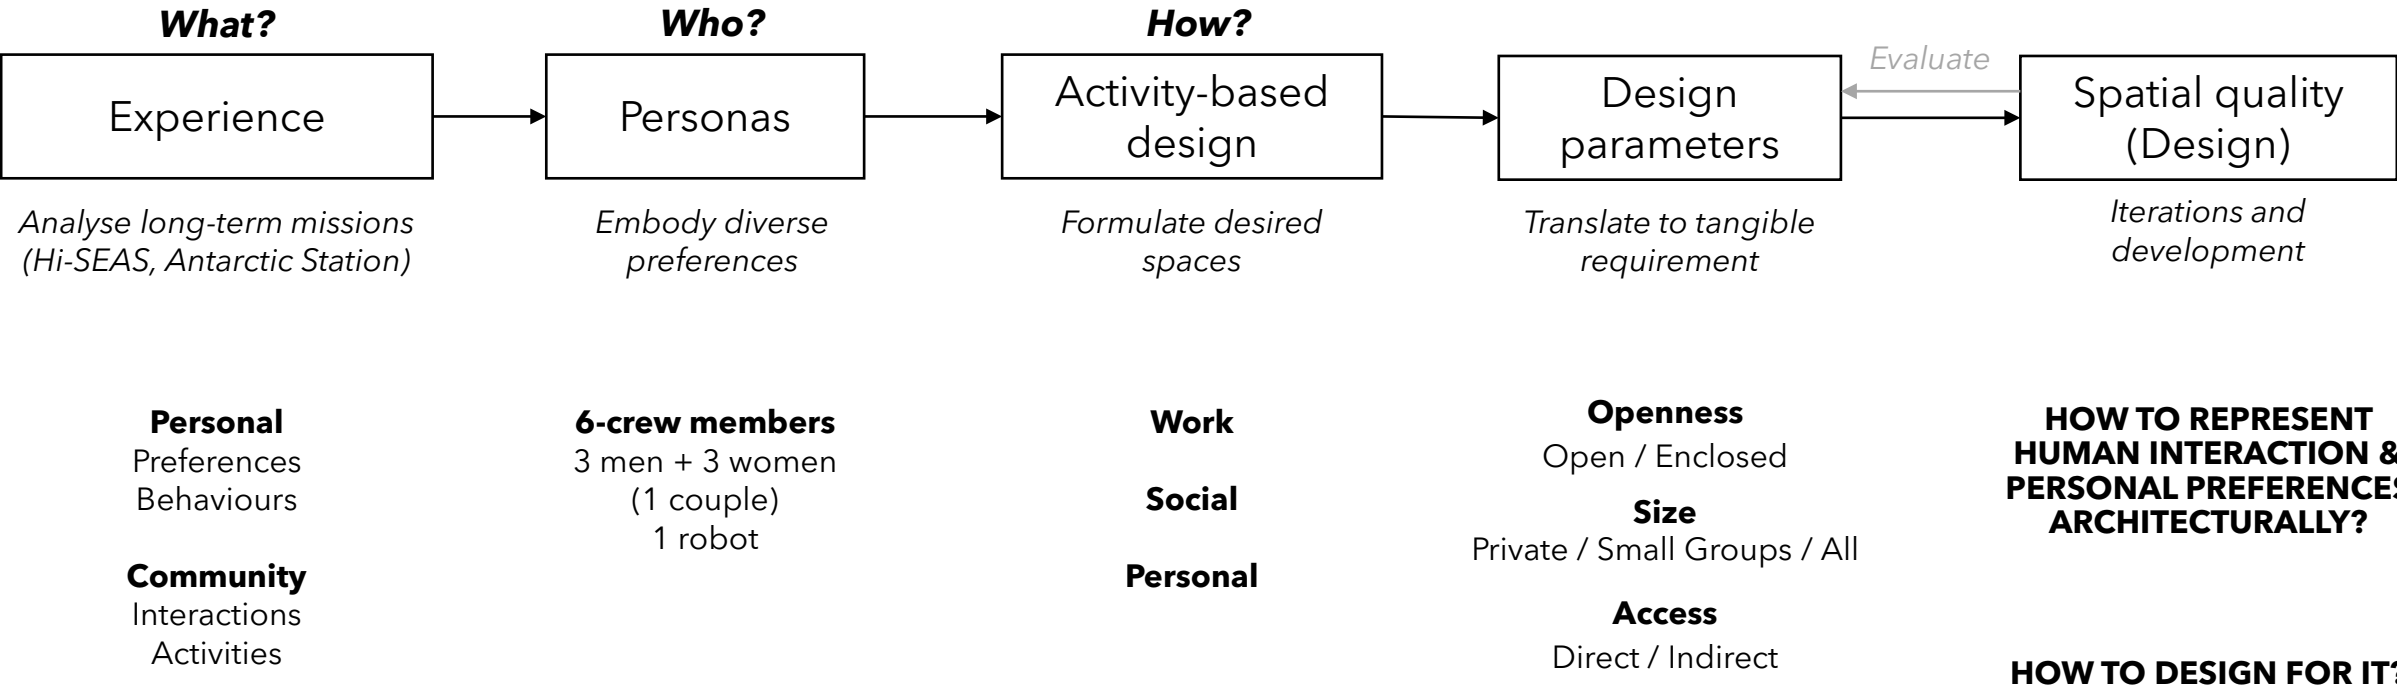 What?
Who?
How?
Experience
Personas
Activity-based
design
Design
parameters
Evaluate
Spatial quality
(Design)
Analyse long-term missions
(Hi-SEAS, Antarctic Station)
Embody diverse
preferences
Formulate desired
spaces
Translate to tangible
requirement
Iterations and
development
Personal
Preferences
Behaviours
Community
Interactions
Activities
6-crew members
3 men + 3 women
(1 couple)
1 robot
Work
Social
Personal
Openness
Open / Enclosed
Size
Private / Small Groups / All
Access
Direct / Indirect
HOW TO REPRESENT
HUMAN INTERACTION &
PERSONAL PREFERENCES
ARCHITECTURALLY?
HOW TO DESIGN FOR IT?